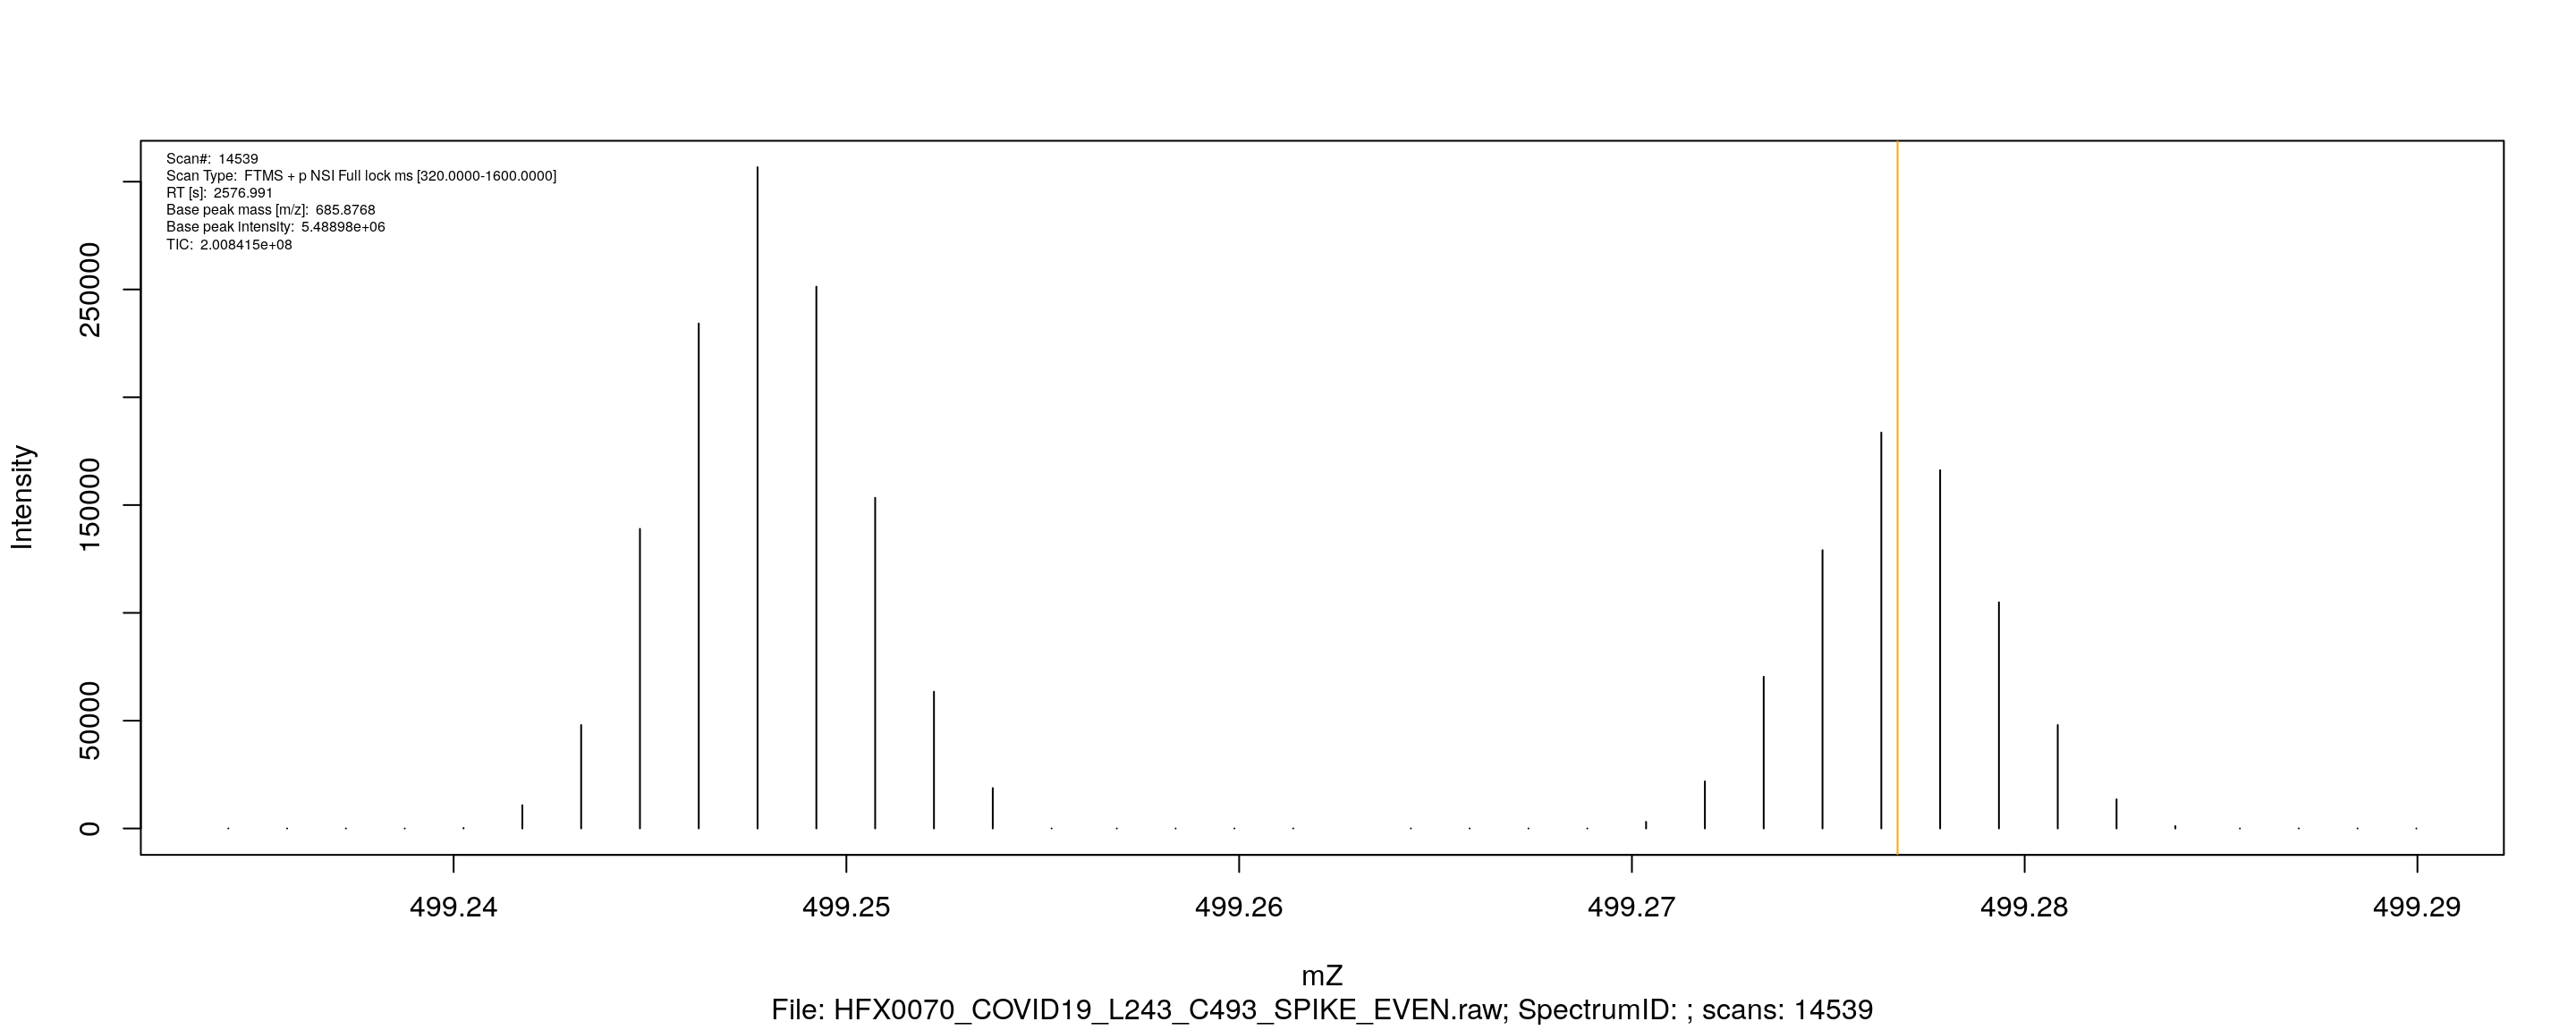 Scan#: 14539
Scan Type: FTMS + p NSI Full lock ms [320.0000-1600.0000]
RT [s]: 2576.991
Base peak mass [m/z]: 685.8768
Base peak intensity: 5.48898e+06
TIC: 2.008415e+08
250000
150000
50000
0
Intensity
499.24 499.25 499.26 499.27 499.28 499.29
mZ
File: HFX0070_COVID19_L243_C493_SPIKE_EVEN.raw; SpectrumID: ; scans: 14539